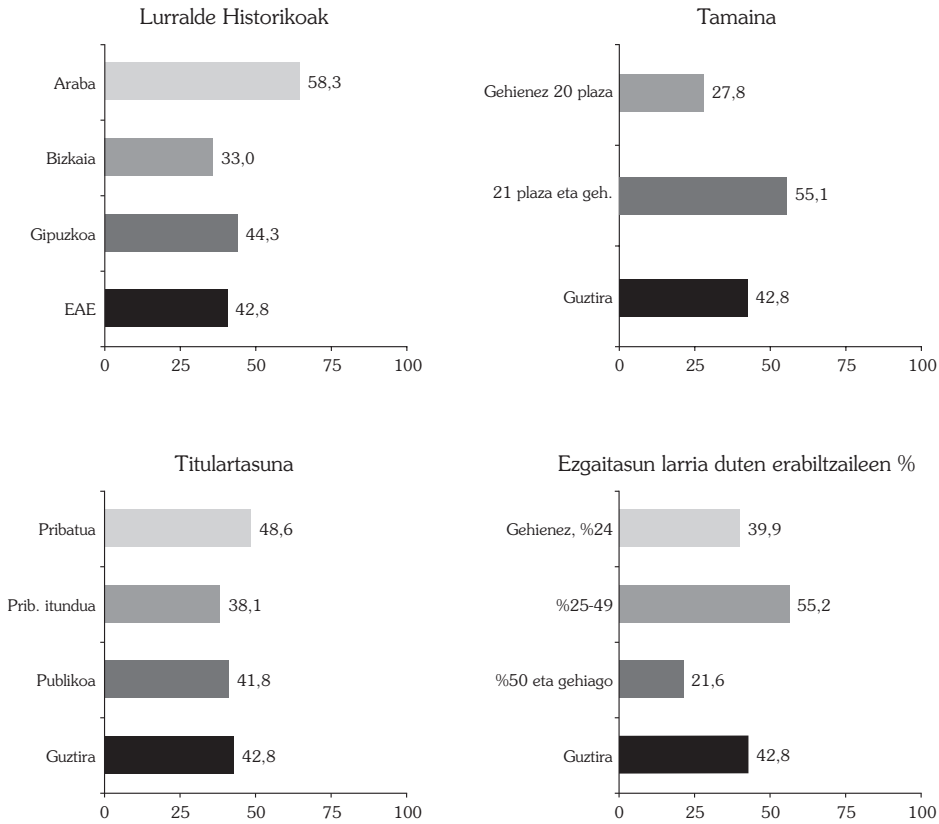 Lurralde Historikoak
Araba
58,3
Bizkaia
33,0
Gipuzkoa
44,3
EAE
42,8
0 25 50 75 100
Tamaina
Gehienez 20 plaza
27,8
21 plaza eta geh.
55,1
Guztira
42,8
0 25 50 75 100
Titulartasuna
Pribatua
48,6
Prib. itundua
38,1
Publikoa
41,8
Guztira
42,8
0 25 50 75 100
Ezgaitasun larria duten erabiltzaileen %
Gehienez, %24
39,9
%25-49
55,2
%50 eta gehiago
21,6
Guztira
42,8
0 25 50 75 100